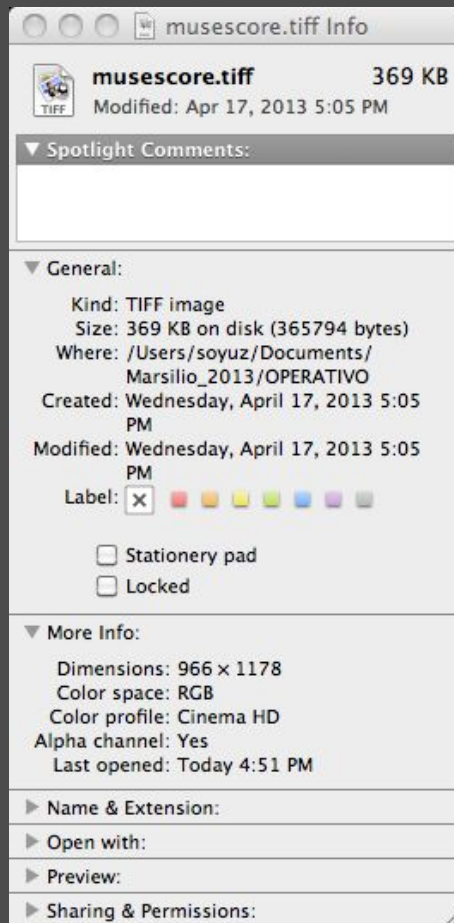 musescore.tiff Info
musescore.tiff 369 KB
TIFF Modified: Apr 17, 2013 5:05 PM
Spotlight Comments:
General:
Kind: TIFF image
Size: 369 KB on disk (365794 bytes)
Where: /Users/soyuz/Documents/
Marsilio_2013/OPERATIVO
Created: Wednesday, April 17, 2013 5:05
PM
Modified: Wednesday, April 17, 2013 5:05
PM
Label:
Stationery pad
Locked
More Info:
Dimensions: 966 × 1178
Color space: RGB
Color profile: Cinema HD
Alpha channel: Yes
Last opened: Today 4:51 PM
Name & Extension:
Open with:
Preview:
Sharing & Permissions: